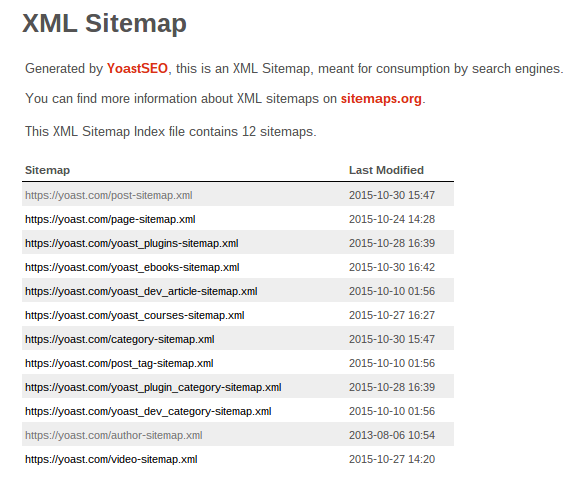 XML Sitemap
Generated by YoastSEO, this is an XML Sitemap, meant for consumption by search engines.
You can find more information about XML sitemaps on sitemaps.org.
This XML Sitemap Index file contains 12 sitemaps.
Sitemap Last Modified
https://yoast.com/post-sitemap.xml 2015-10-30 15:47
https://yoast.com/page-sitemap.xml 2015-10-24 14:28
https://yoast.com/yoast_plugins-sitemap.xml 2015-10-28 16:39
https://yoast.com/yoast_ebooks-sitemap.xml 2015-10-30 16:42
https://yoast.com/yoast_dev_article-sitemap.xml 2015-10-10 01:56
https://yoast.com/yoast_courses-sitemap.xml 2015-10-27 16:27
https://yoast.com/category-sitemap.xml 2015-10-30 15:47
https://yoast.com/post_tag-sitemap.xml 2015-10-10 01:56
https://yoast.com/yoast_plugin_category-sitemap.xml 2015-10-28 16:39
https://yoast.com/yoast_dev_category-sitemap.xml 2015-10-10 01:56
https://yoast.com/author-sitemap.xml 2013-08-06 10:54
https://yoast.com/video-sitemap.xml 2015-10-27 14:20